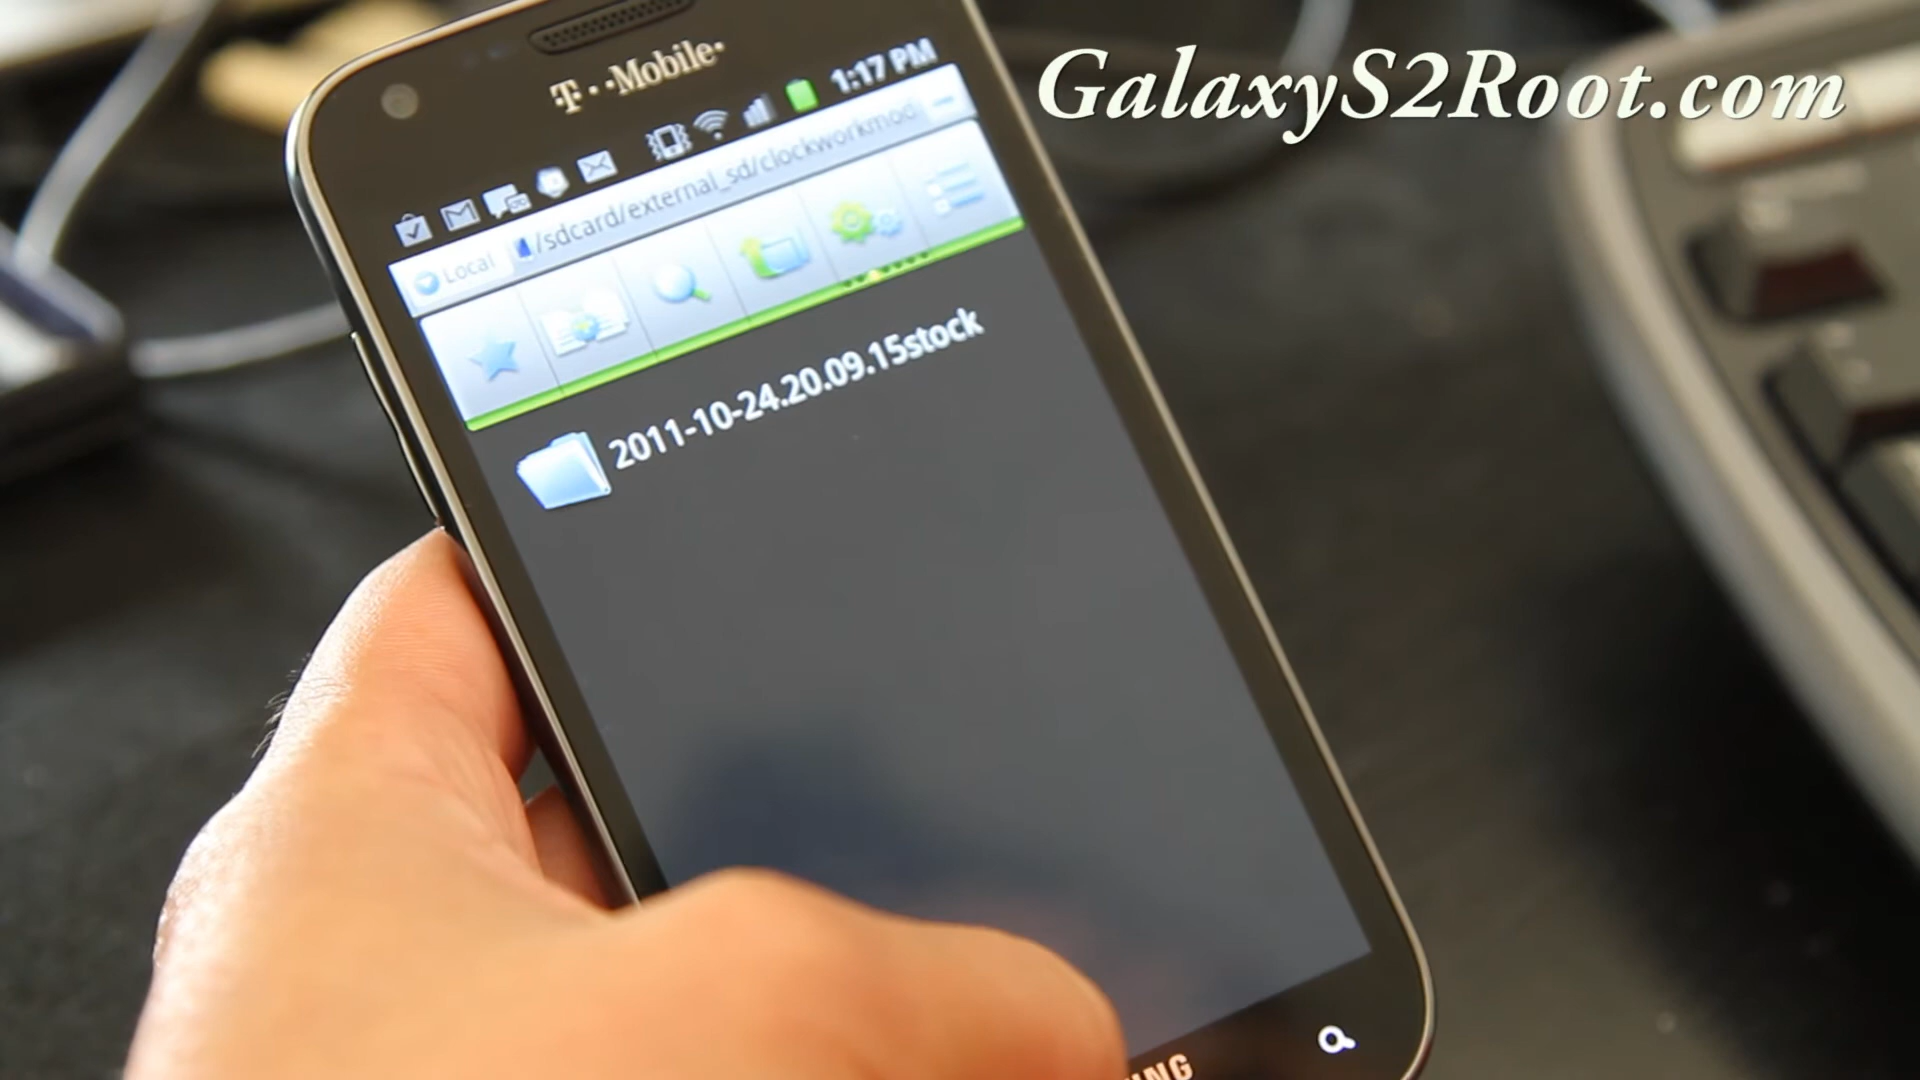 GalaxyS2Root.com
T··Mobile·
1:17 PM
Local /sdcard/external_sd/clockworkmod
2011-10-24.20.09.15stock
UNG